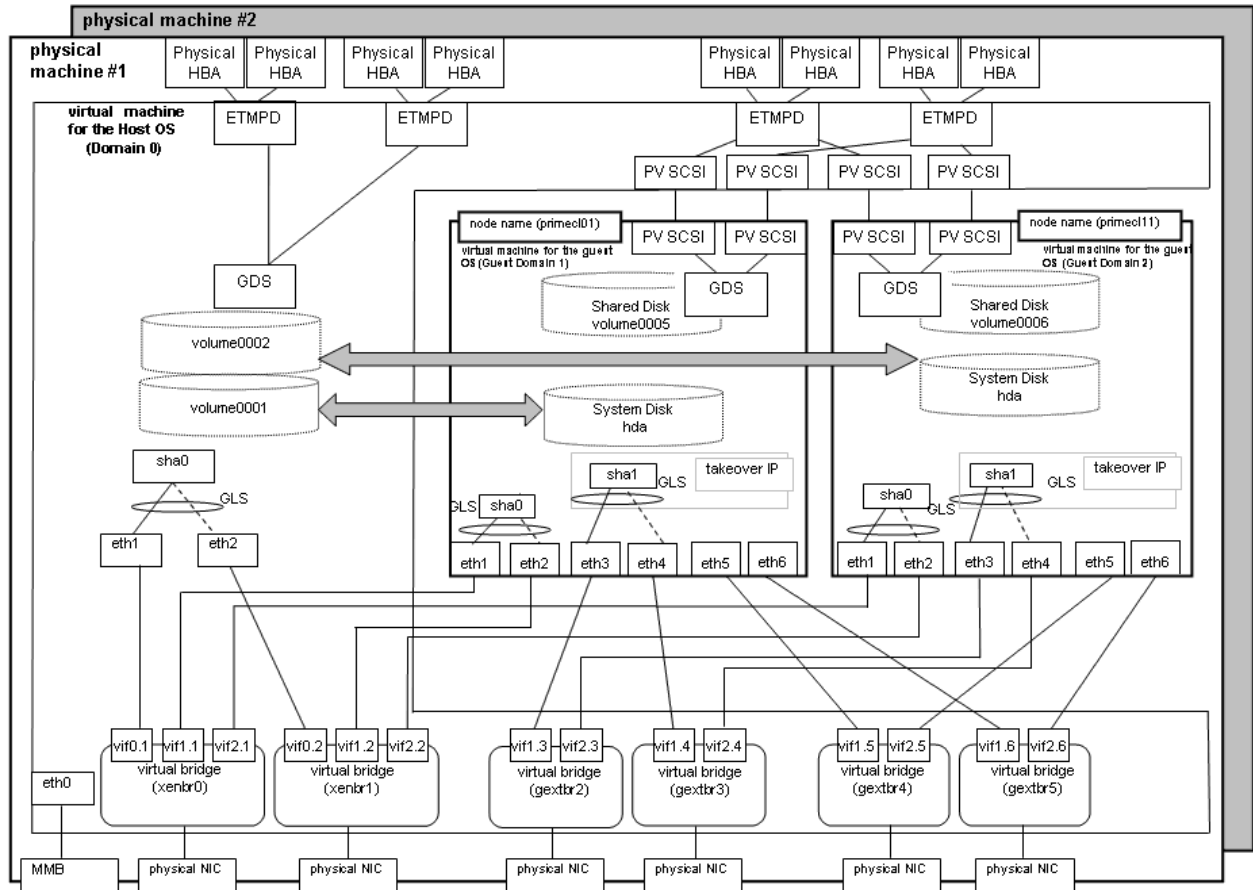 physical machine #2
physical
machine #1
Physical
HBA
Physical
HBA
Physical
HBA
Physical
HBA
Physical
HBA
Physical
HBA
Physical
HBA
Physical
HBA
virtual machine
for the Host OS
(Domain 0)
ETMPD
ETMPD
ETMPD
ETMPD
PV SCSI
PV SCSI
PV SCSI
PV SCSI
node name (primecl01)
node name (primecl11)
PV SCSI
PV SCSI
PV SCSI
PV SCSI
virtual machine for the guest
OS (Guest Domain 1)
virtual machine for the guest
OS (Guest Domain 2)
GDS
GDS
GDS
Shared Disk
volume0005
Shared Disk
volume0006
volume0002
volume0001
System Disk
hda
System Disk
hda
sha0
GLS
eth1
eth2
sha1
GLS
takeover IP
GLS
sha0
eth1
eth2
eth3
eth4
eth5
eth6
sha1
GLS
takeover IP
sha0
GLS
eth1
eth2
eth3
eth4
eth5
eth6
vif0.1
vif1.1
vif2.1
vif0.2
vif1.2
vif2.2
vif1.3
vif2.3
vif1.4
vif2.4
vif1.5
vif2.5
vif1.6
vif2.6
eth0
virtual bridge
(xenbr0)
virtual bridge
(xenbr1)
virtual bridge
(gextbr2)
virtual bridge
(gextbr3)
virtual bridge
(gextbr4)
virtual bridge
(gextbr5)
MMB
physical NIC
physical NIC
physical NIC
physical NIC
physical NIC
physical NIC